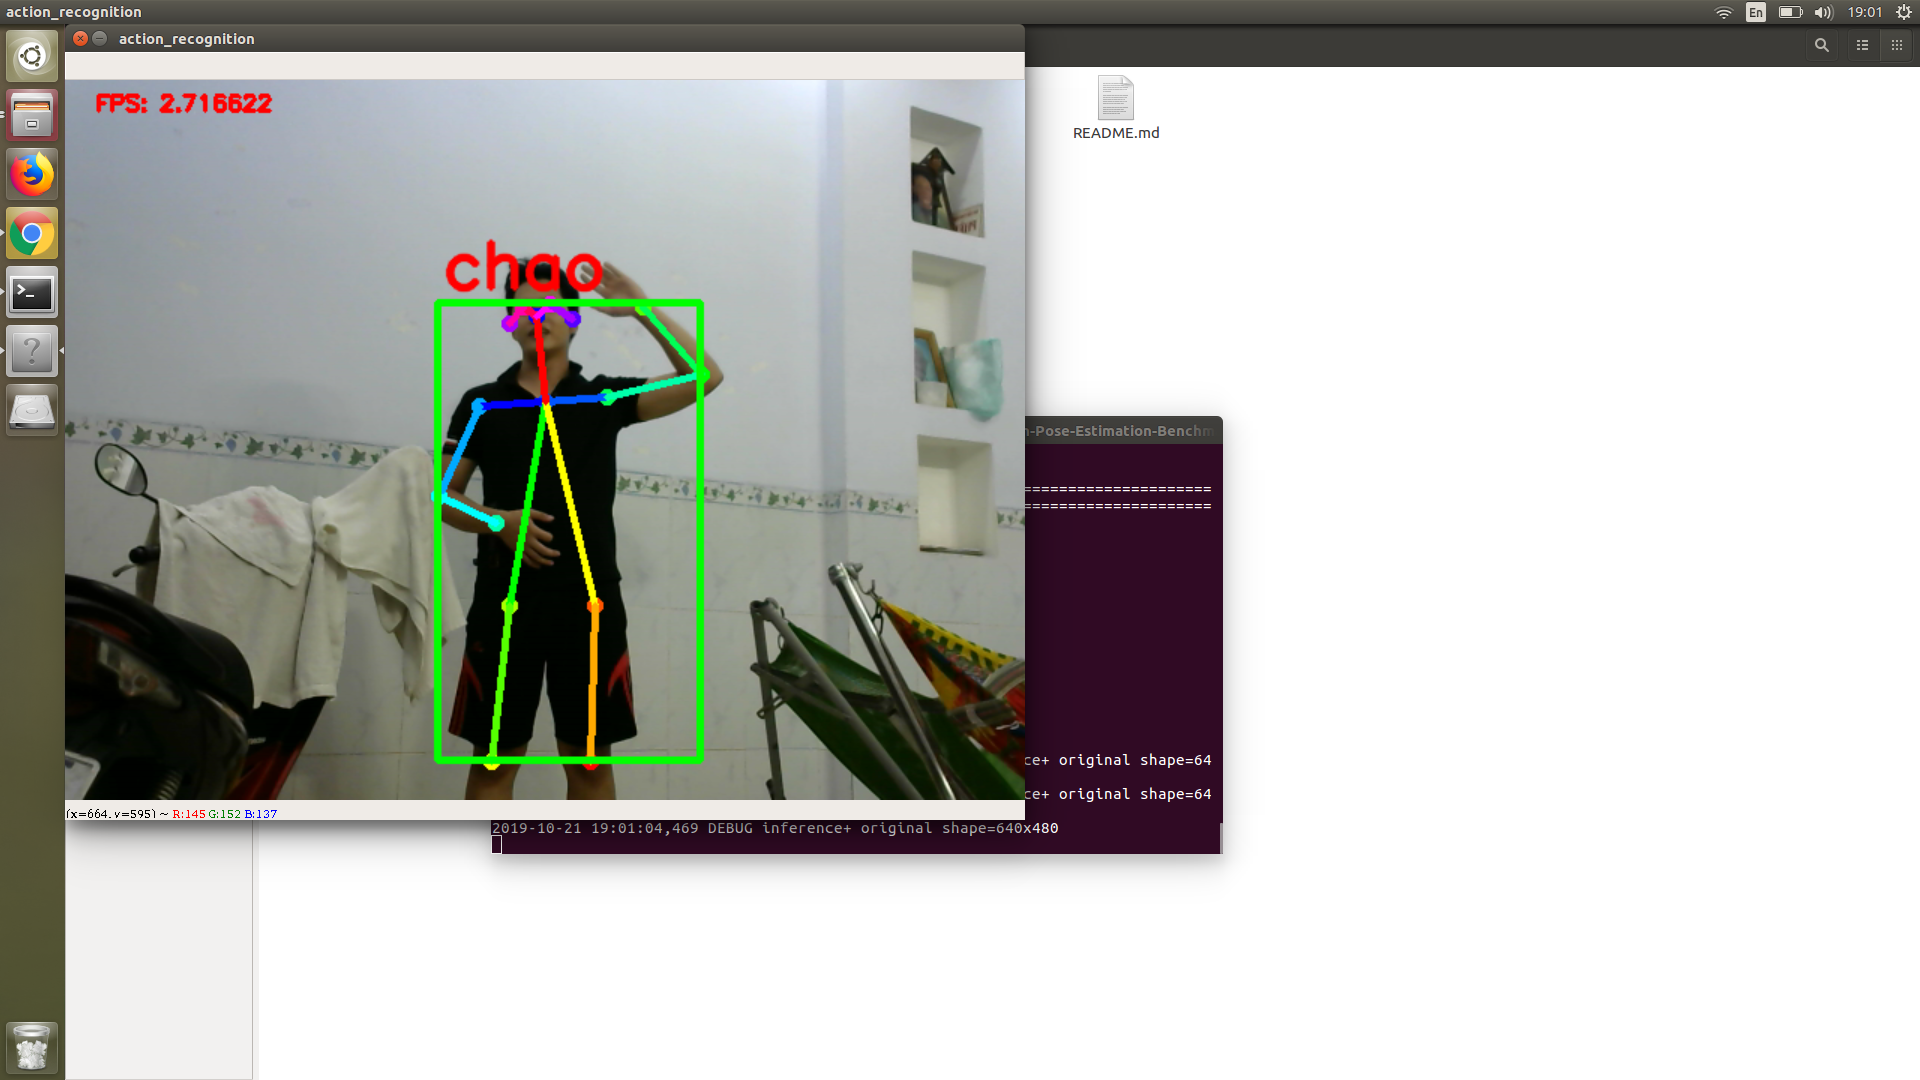 action_recognition
En
19:01
action_recognition
FPS: 2.716622
README.md
chao
n-Pose-Estimation-Benchm
=====================
=====================
ce+ original shape=64
ce+ original shape=64
2019-10-21 19:01:04,469 DEBUG inference+ original shape=640x480
(x=664, y=595) ~ R:145 G:152 B:137